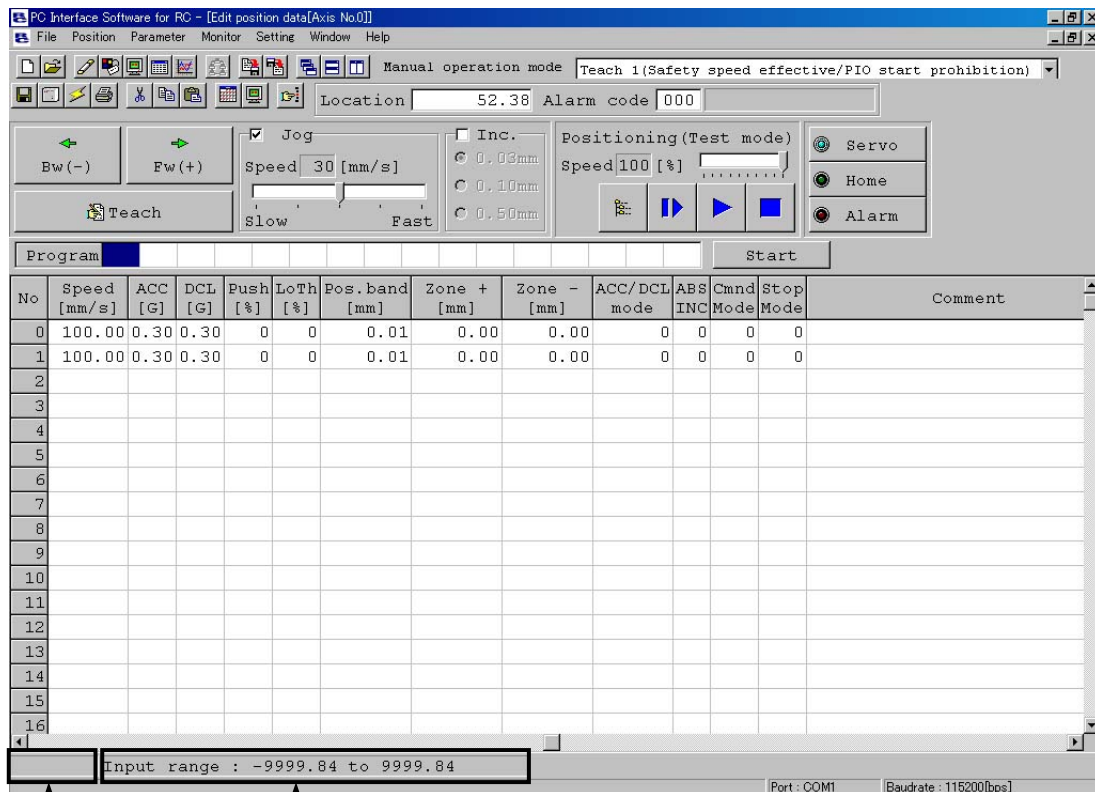 PC Interface Software for RC - [Edit position data[Axis No.0]]
File Position Parameter Monitor Setting Window Help
Manual operation mode Teach 1(Safety speed effective/PIO start prohibition)
Location 52.38 Alarm code 000
Bw(-) Fw(+)
Teach
Jog
Speed 30 [mm/s]
Slow Fast
Inc.
0.03mm
0.10mm
0.50mm
Positioning(Test mode)
Speed 100 [%]
Servo
Home
Alarm
Program Start
No Speed [mm/s] ACC [G] DCL [G] Push [%] LoTh [%] Pos.band [mm] Zone + [mm] Zone - [mm] ACC/DCL mode ABS INC Cmnd Mode Stop Mode Comment
0 100.00 0.30 0.30 0 0 0.01 0.00 0.00 0 0 0 0
1 100.00 0.30 0.30 0 0 0.01 0.00 0.00 0 0 0 0
2
3
4
5
6
7
8
9
10
11
12
13
14
15
16
Input range : -9999.84 to 9999.84
Port : COM1 Baudrate : 115200[bps]